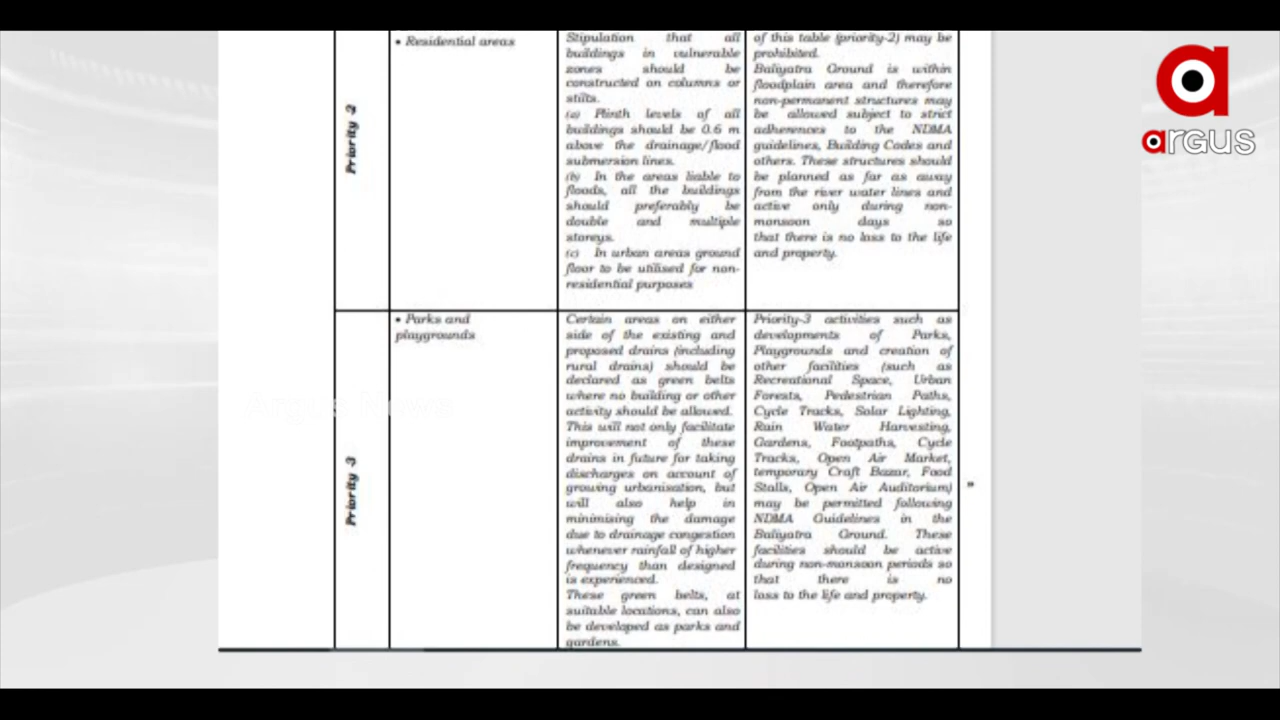 Priority -2
• Residential areas
Stipulation that all
buildings in vulnerable
zones should be
constructed on columns or
stilts.
(a) Plinth levels of all
buildings should be 0.6 m
above the drainage/flood
submersion lines.
(b) In the areas liable to
floods, all the buildings
should preferably be
double and multiple
storeys.
(c) In urban areas ground
floor to be utilised for non-
residential purposes
of this table (priority-2) may be
prohibited.
Baliyatra Ground is within
floodplain area and therefore
non-permanent structures may
be allowed subject to strict
adherences to the NDMA
guidelines, Building Codes and
others. These structures should
be planned as far as away
from the river water lines and
active only during non-
monsoon days so
that there is no loss to the life
and property.
Priority -3
• Parks and
playgrounds
Certain areas on either
side of the existing and
proposed drains (including
rural drains) should be
declared as green belts
where no building or other
activity should be allowed.
This will not only facilitate
improvement of these
drains in future for taking
discharges on account of
growing urbanisation, but
will also help in
minimising the damage
due to drainage congestion
whenever rainfall of higher
frequency than designed
is experienced.
These green belts, at
suitable locations, can also
be developed as parks and
gardens.
Priority-3 activities such as
developments of Parks,
Playgrounds and creation of
other facilities (such as
Recreational Space, Urban
Forests, Pedestrian Paths,
Cycle Tracks, Solar Lighting,
Rain Water Harvesting,
Gardens, Footpaths, Cycle
Tracks, Open Air Market,
temporary Craft Bazar, Food
Stalls, Open Air Auditorium)
may be permitted following
NDMA Guidelines in the
Baliyatra Ground. These
facilities should be active
during non-monsoon periods so
that there is no
loss to the life and property.
"
argus
Argus News